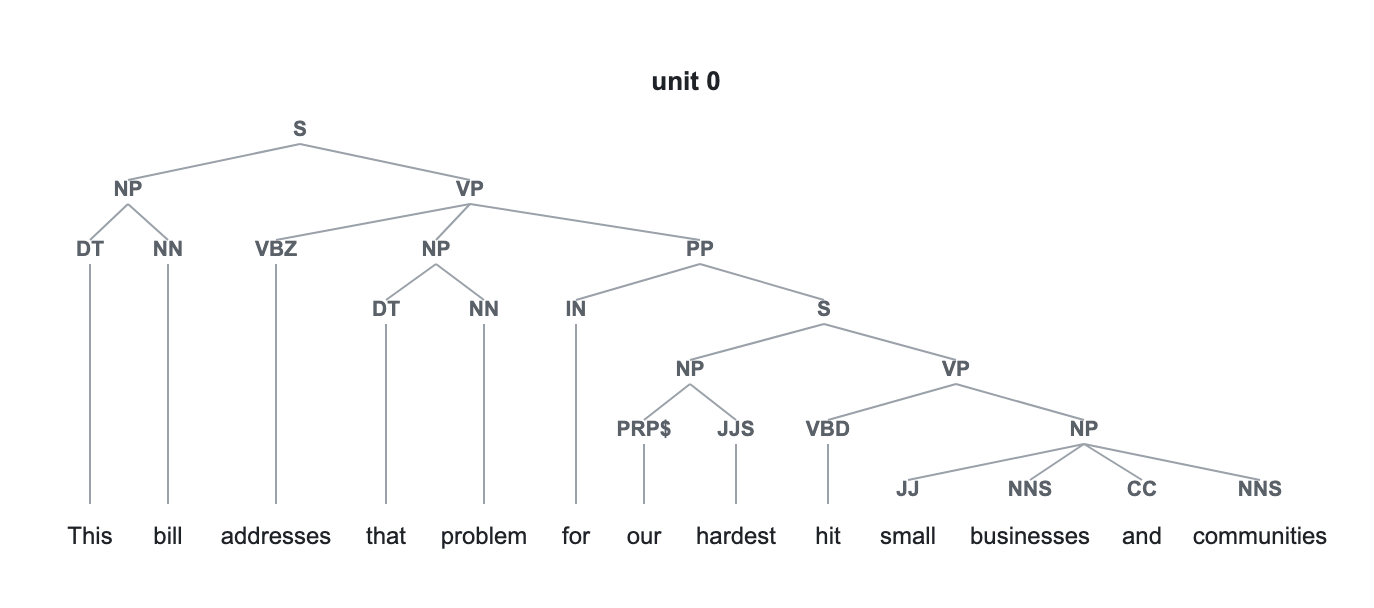 unit 0
S
NP VP
DT NN VBZ NP PP
DT NN IN S
NP VP
PRP$ JJS VBD NP
JJ NNS CC NNS
This bill addresses that problem for our hardest hit small businesses and communities